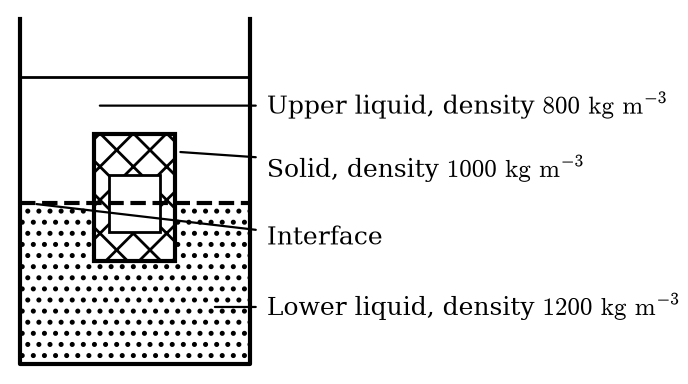 Upper liquid, density 800 kg m⁻³
Solid, density 1000 kg m⁻³
Interface
Lower liquid, density 1200 kg m⁻³